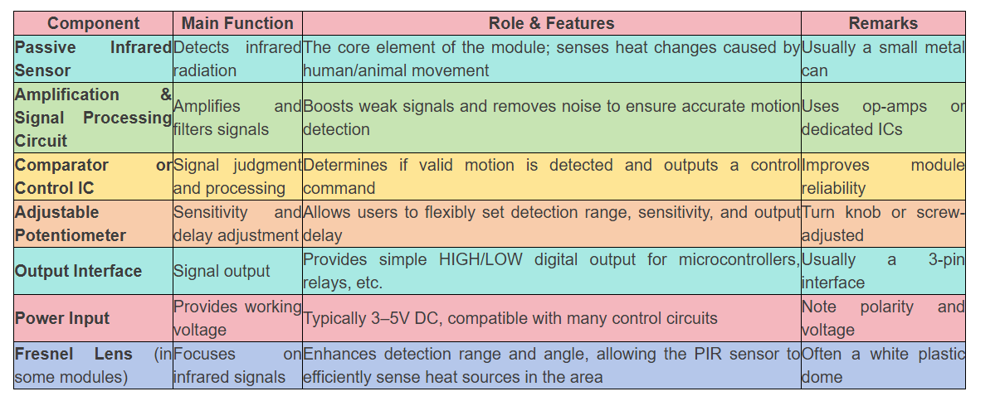 Component Main Function Role & Features Remarks
Passive Infrared Sensor Detects infrared radiation The core element of the module; senses heat changes caused by human/animal movement Usually a small metal can
Amplification & Signal Processing Circuit Amplifies and filters signals Boosts weak signals and removes noise to ensure accurate motion detection Uses op-amps or dedicated ICs
Comparator or Control IC Signal judgment and processing Determines if valid motion is detected and outputs a control command Improves module reliability
Adjustable Potentiometer Sensitivity and delay adjustment Allows users to flexibly set detection range, sensitivity, and output delay Turn knob or screw-adjusted
Output Interface Signal output Provides simple HIGH/LOW digital output for microcontrollers, relays, etc. Usually a 3-pin interface
Power Input Provides working voltage Typically 3–5V DC, compatible with many control circuits Note polarity and voltage
Fresnel Lens (in some modules) Focuses on infrared signals Enhances detection range and angle, allowing the PIR sensor to efficiently sense heat sources in the area Often a white plastic dome